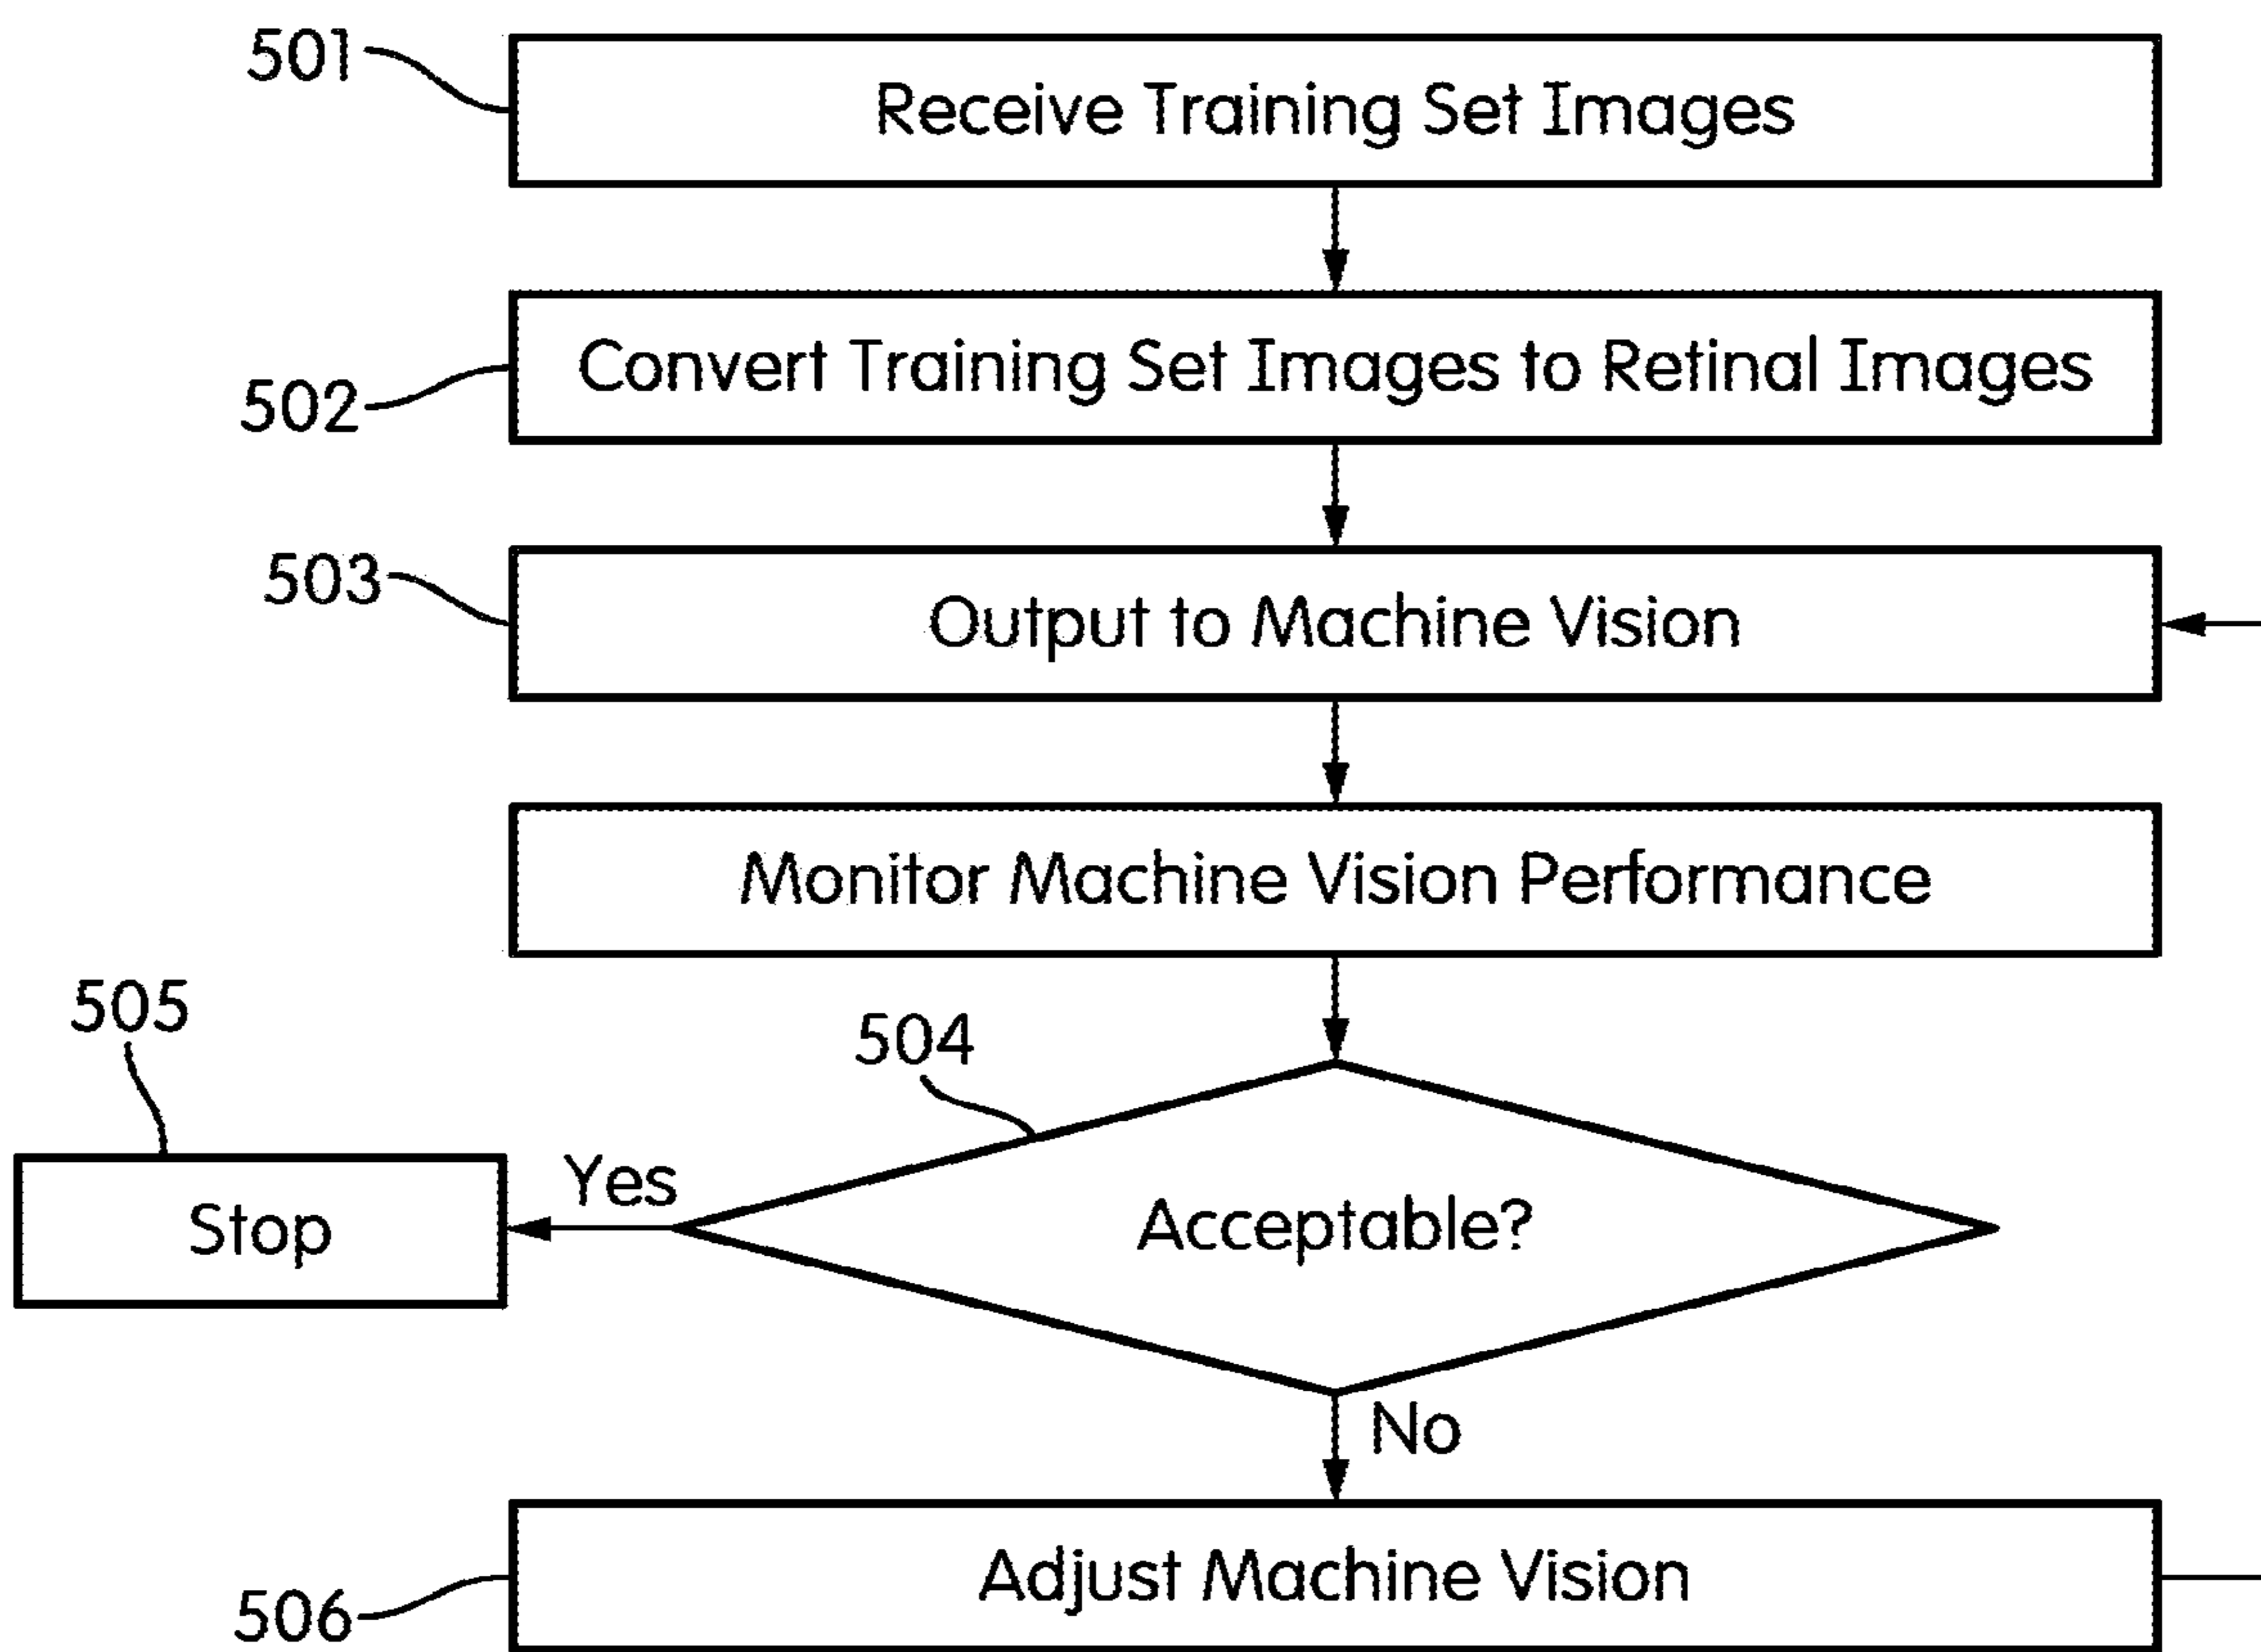 501
Receive Training Set Images
Convert Training Set Images to Retinal Images
502
503
Output to Machine Vision
Monitor Machine Vision Performance
505
504
Yes
Stop
Acceptable?
No
Adjust Machine Vision
506